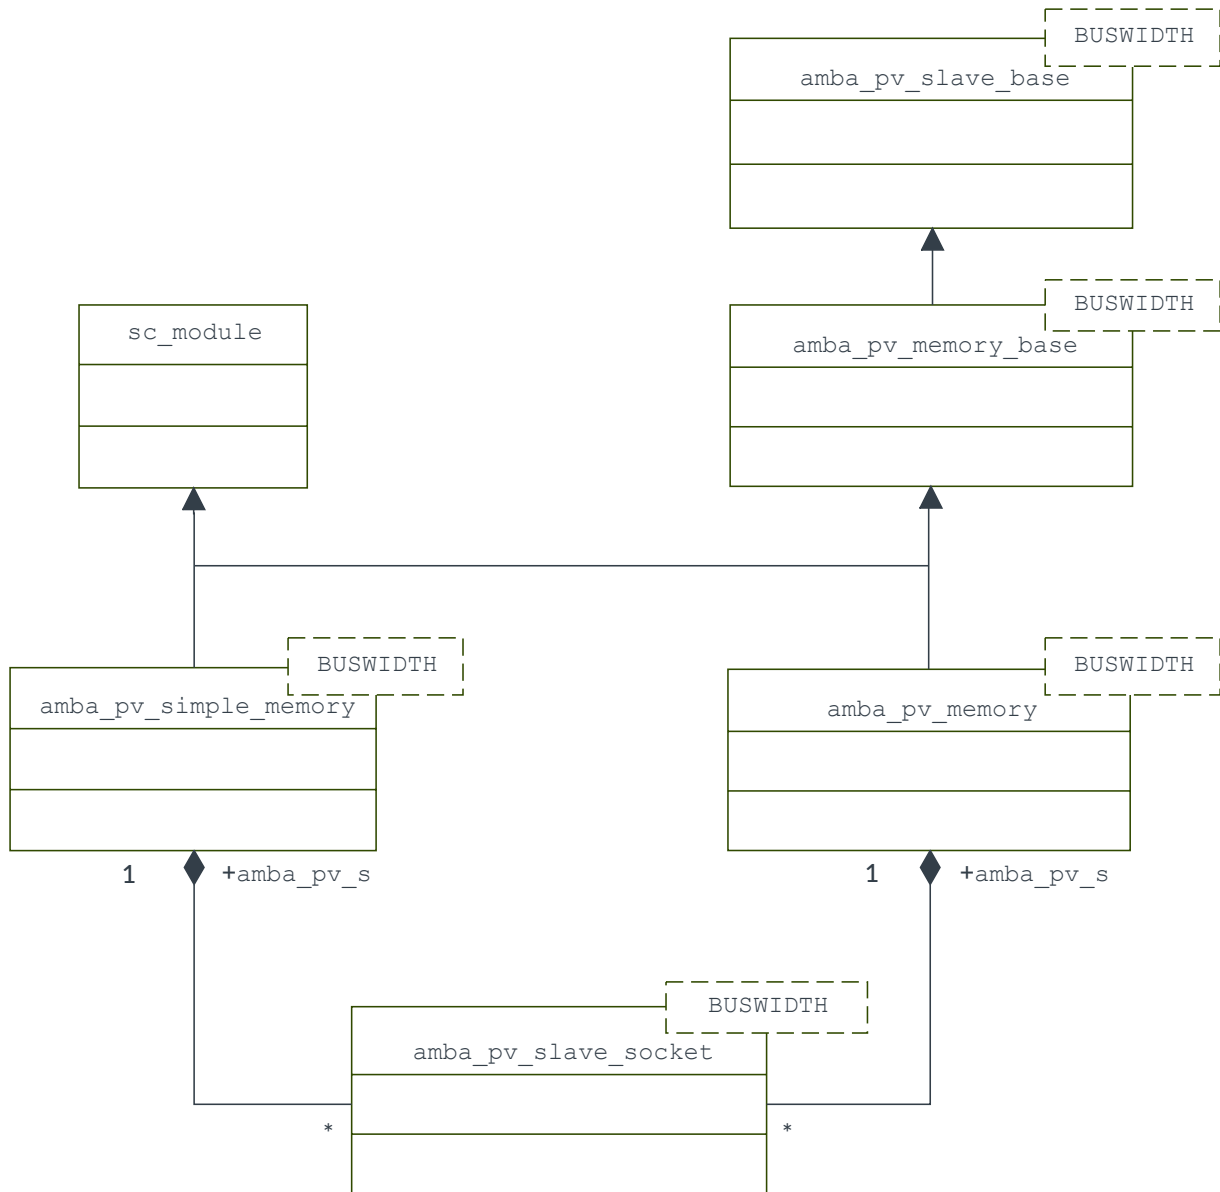 BUSWIDTH
amba_pv_slave_base
BUSWIDTH
sc_module
amba_pv_memory_base
BUSWIDTH
BUSWIDTH
amba_pv_simple_memory
amba_pv_memory
1
+amba_pv_s
1
+amba_pv_s
BUSWIDTH
amba_pv_slave_socket
*
*